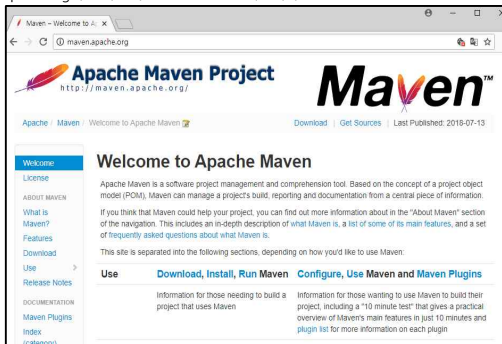 Maven – Welcome to Ap
maven.apache.org
Apache Maven Project
http://maven.apache.org/
Maven™
Apache / Maven / Welcome to Apache Maven
Download | Get Sources | Last Published: 2018-07-13
Welcome
License
ABOUT MAVEN
What is
Maven?
Features
Download
Use
Release Notes
DOCUMENTATION
Maven Plugins
Index
(category)
Welcome to Apache Maven
Apache Maven is a software project management and comprehension tool. Based on the concept of a project object
model (POM), Maven can manage a project's build, reporting and documentation from a central piece of information.
If you think that Maven could help your project, you can find out more information about in the "About Maven" section
of the navigation. This includes an in-depth description of what Maven is, a list of some of its main features, and a set
of frequently asked questions about what Maven is.
This site is separated into the following sections, depending on how you'd like to use Maven:
Use
Download, Install, Run Maven
Information for those needing to build a
project that uses Maven
Configure, Use Maven and Maven Plugins
Information for those wanting to use Maven to build their
project, including a "10 minute test" that gives a practical
overview of Maven's main features in just 10 minutes and
plugin list for more information on each plugin